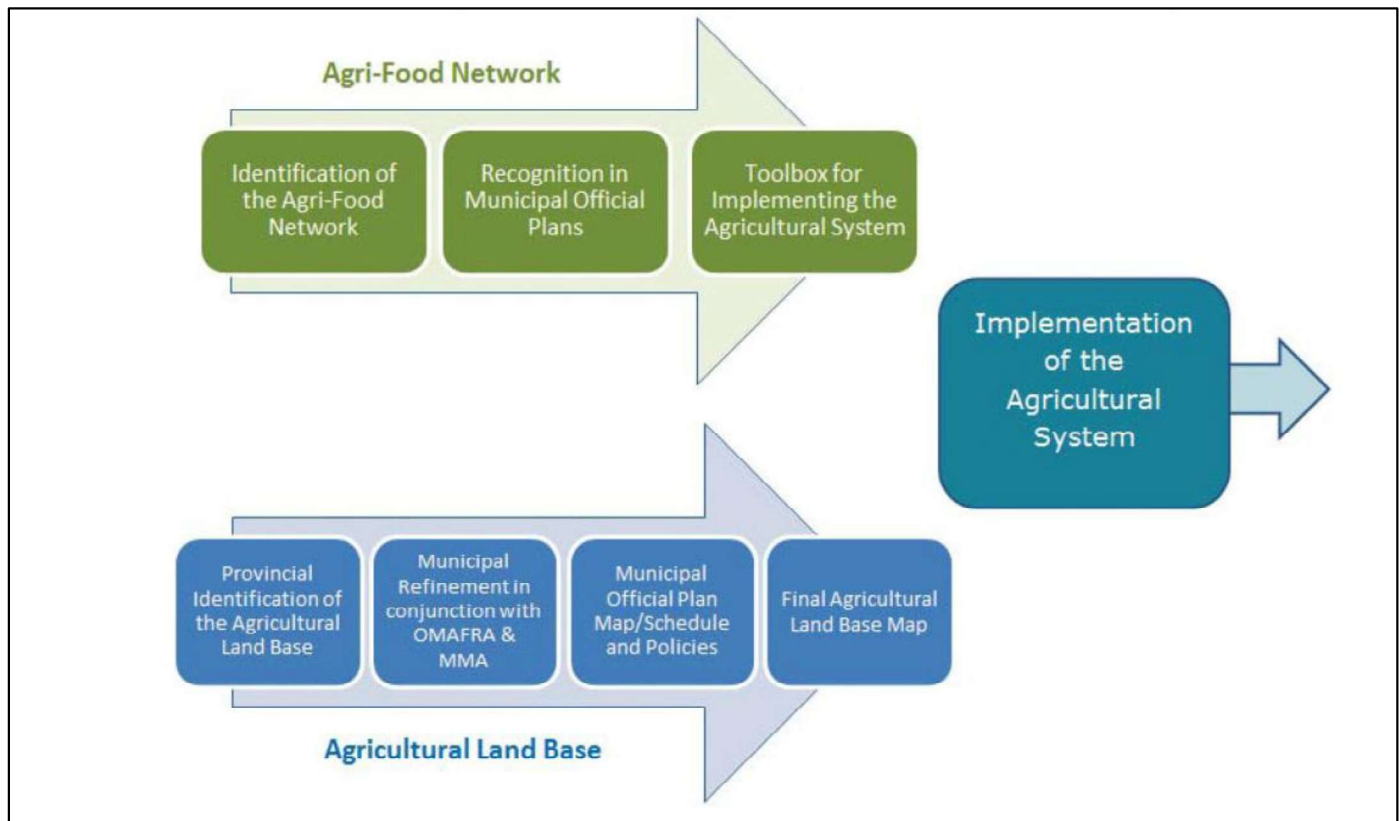 Agri-Food Network
Identification of
the Agri-Food
Network
Recognition in
Municipal Official
Plans
Toolbox for
Implementing the
Agricultural System
Implementation
of the
Agricultural
System
Provincial
Identification of
the Agricultural
Land Base
Municipal
Refinement in
conjunction with
OMAFRA &
MMA
Municipal
Official Plan
Map/Schedule
and Policies
Final Agricultural
Land Base Map
Agricultural Land Base